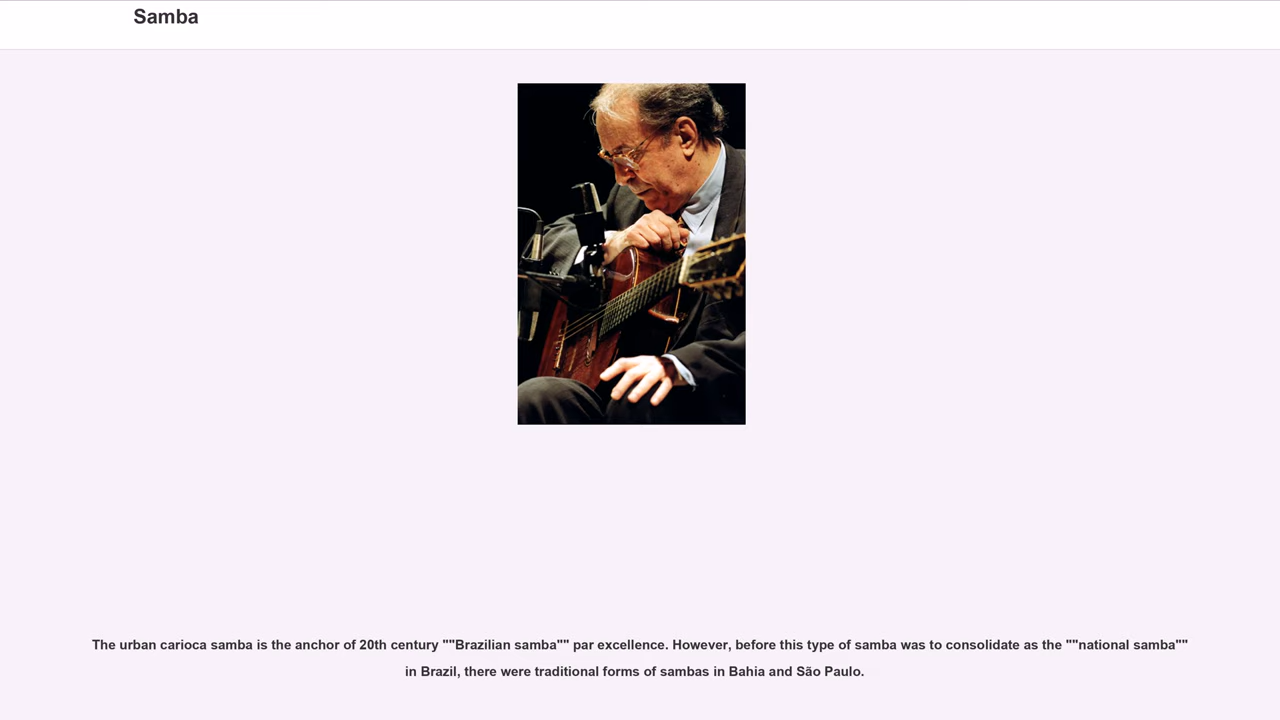 Samba
The urban carioca samba is the anchor of 20th century ""Brazilian samba"" par excellence. However, before this type of samba was to consolidate as the ""national samba""
in Brazil, there were traditional forms of sambas in Bahia and São Paulo.